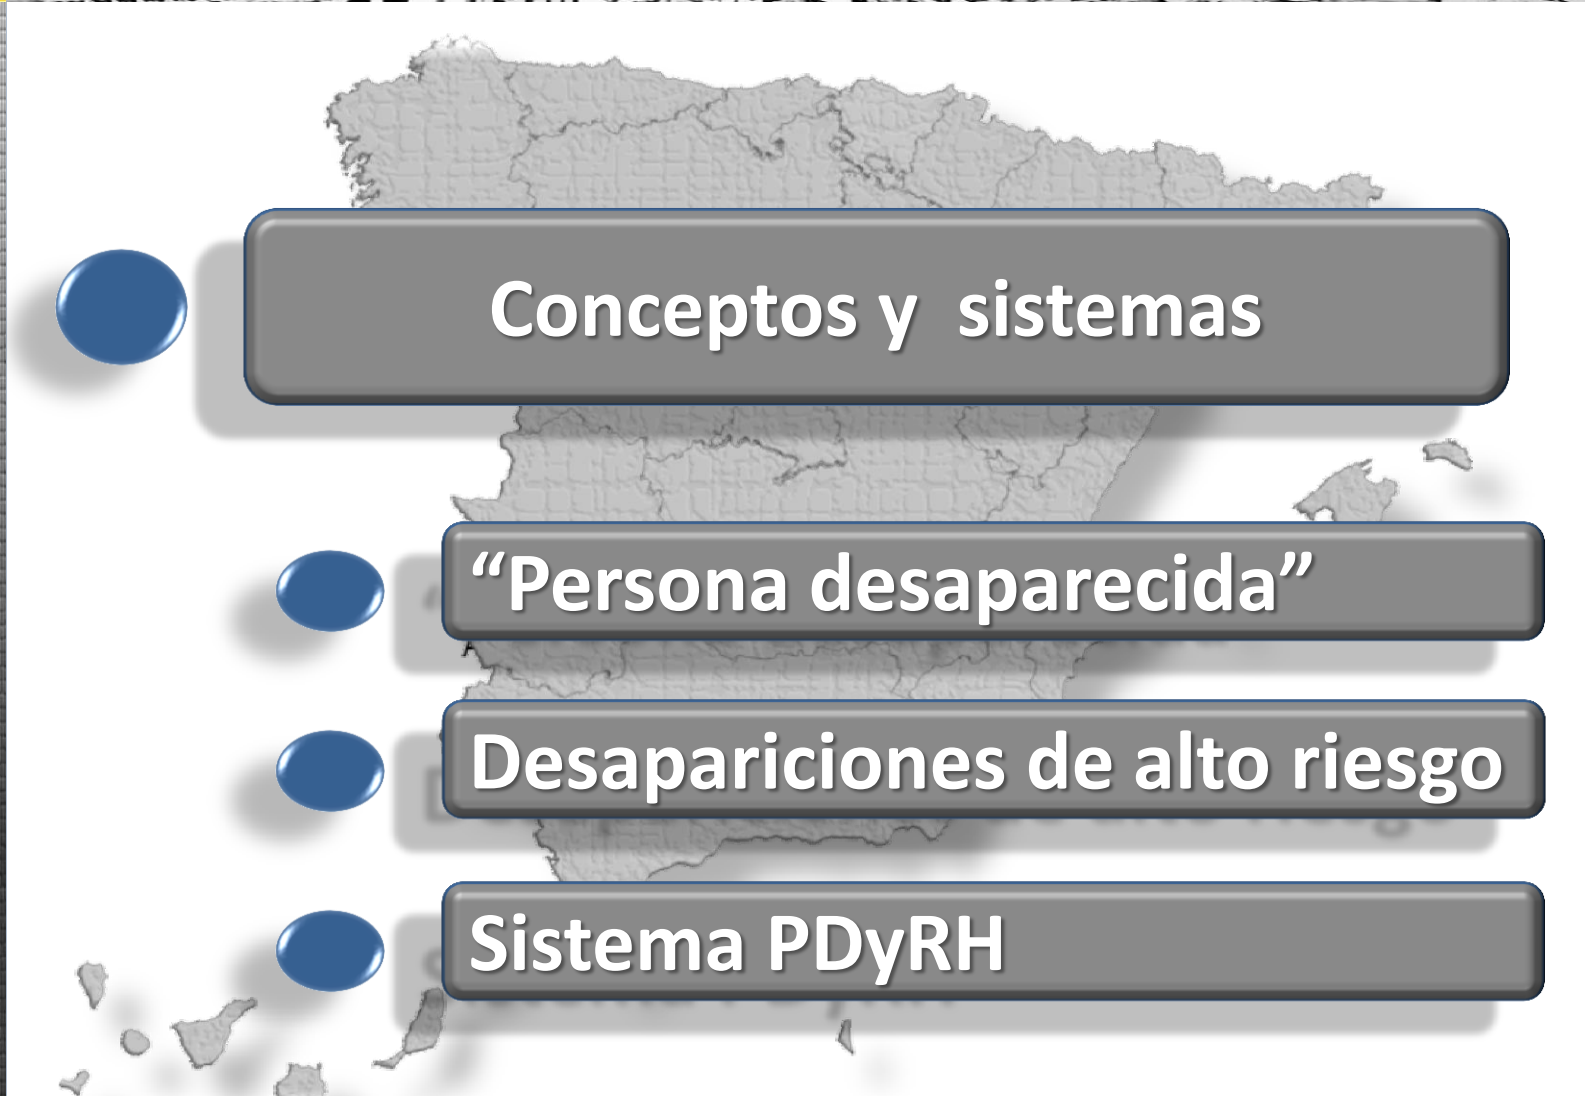 Conceptos y sistemas
“Persona desaparecida”
Desapariciones de alto riesgo
Sistema PDyRH